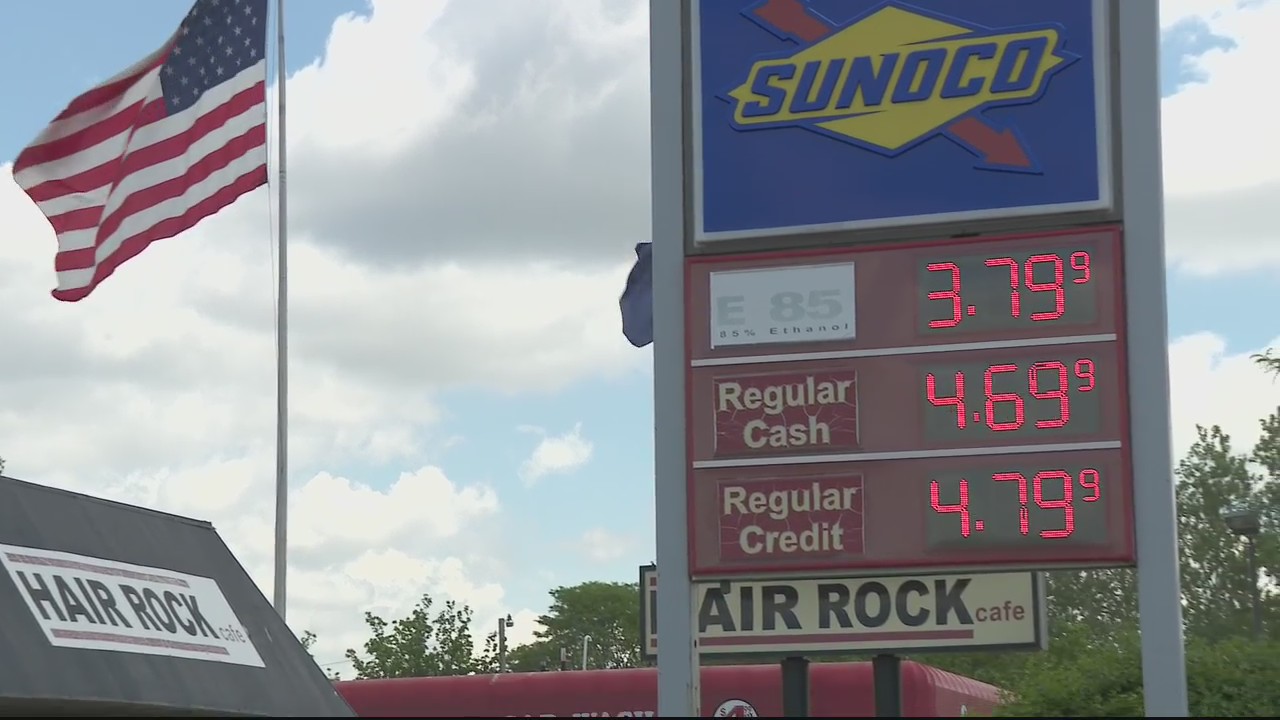 SUNOCO
E 85
85% Ethanol
3.79 9
Regular
Cash
4.69 9
Regular
Credit
4.79 9
HAIR ROCK cafe
AIR ROCK cafe